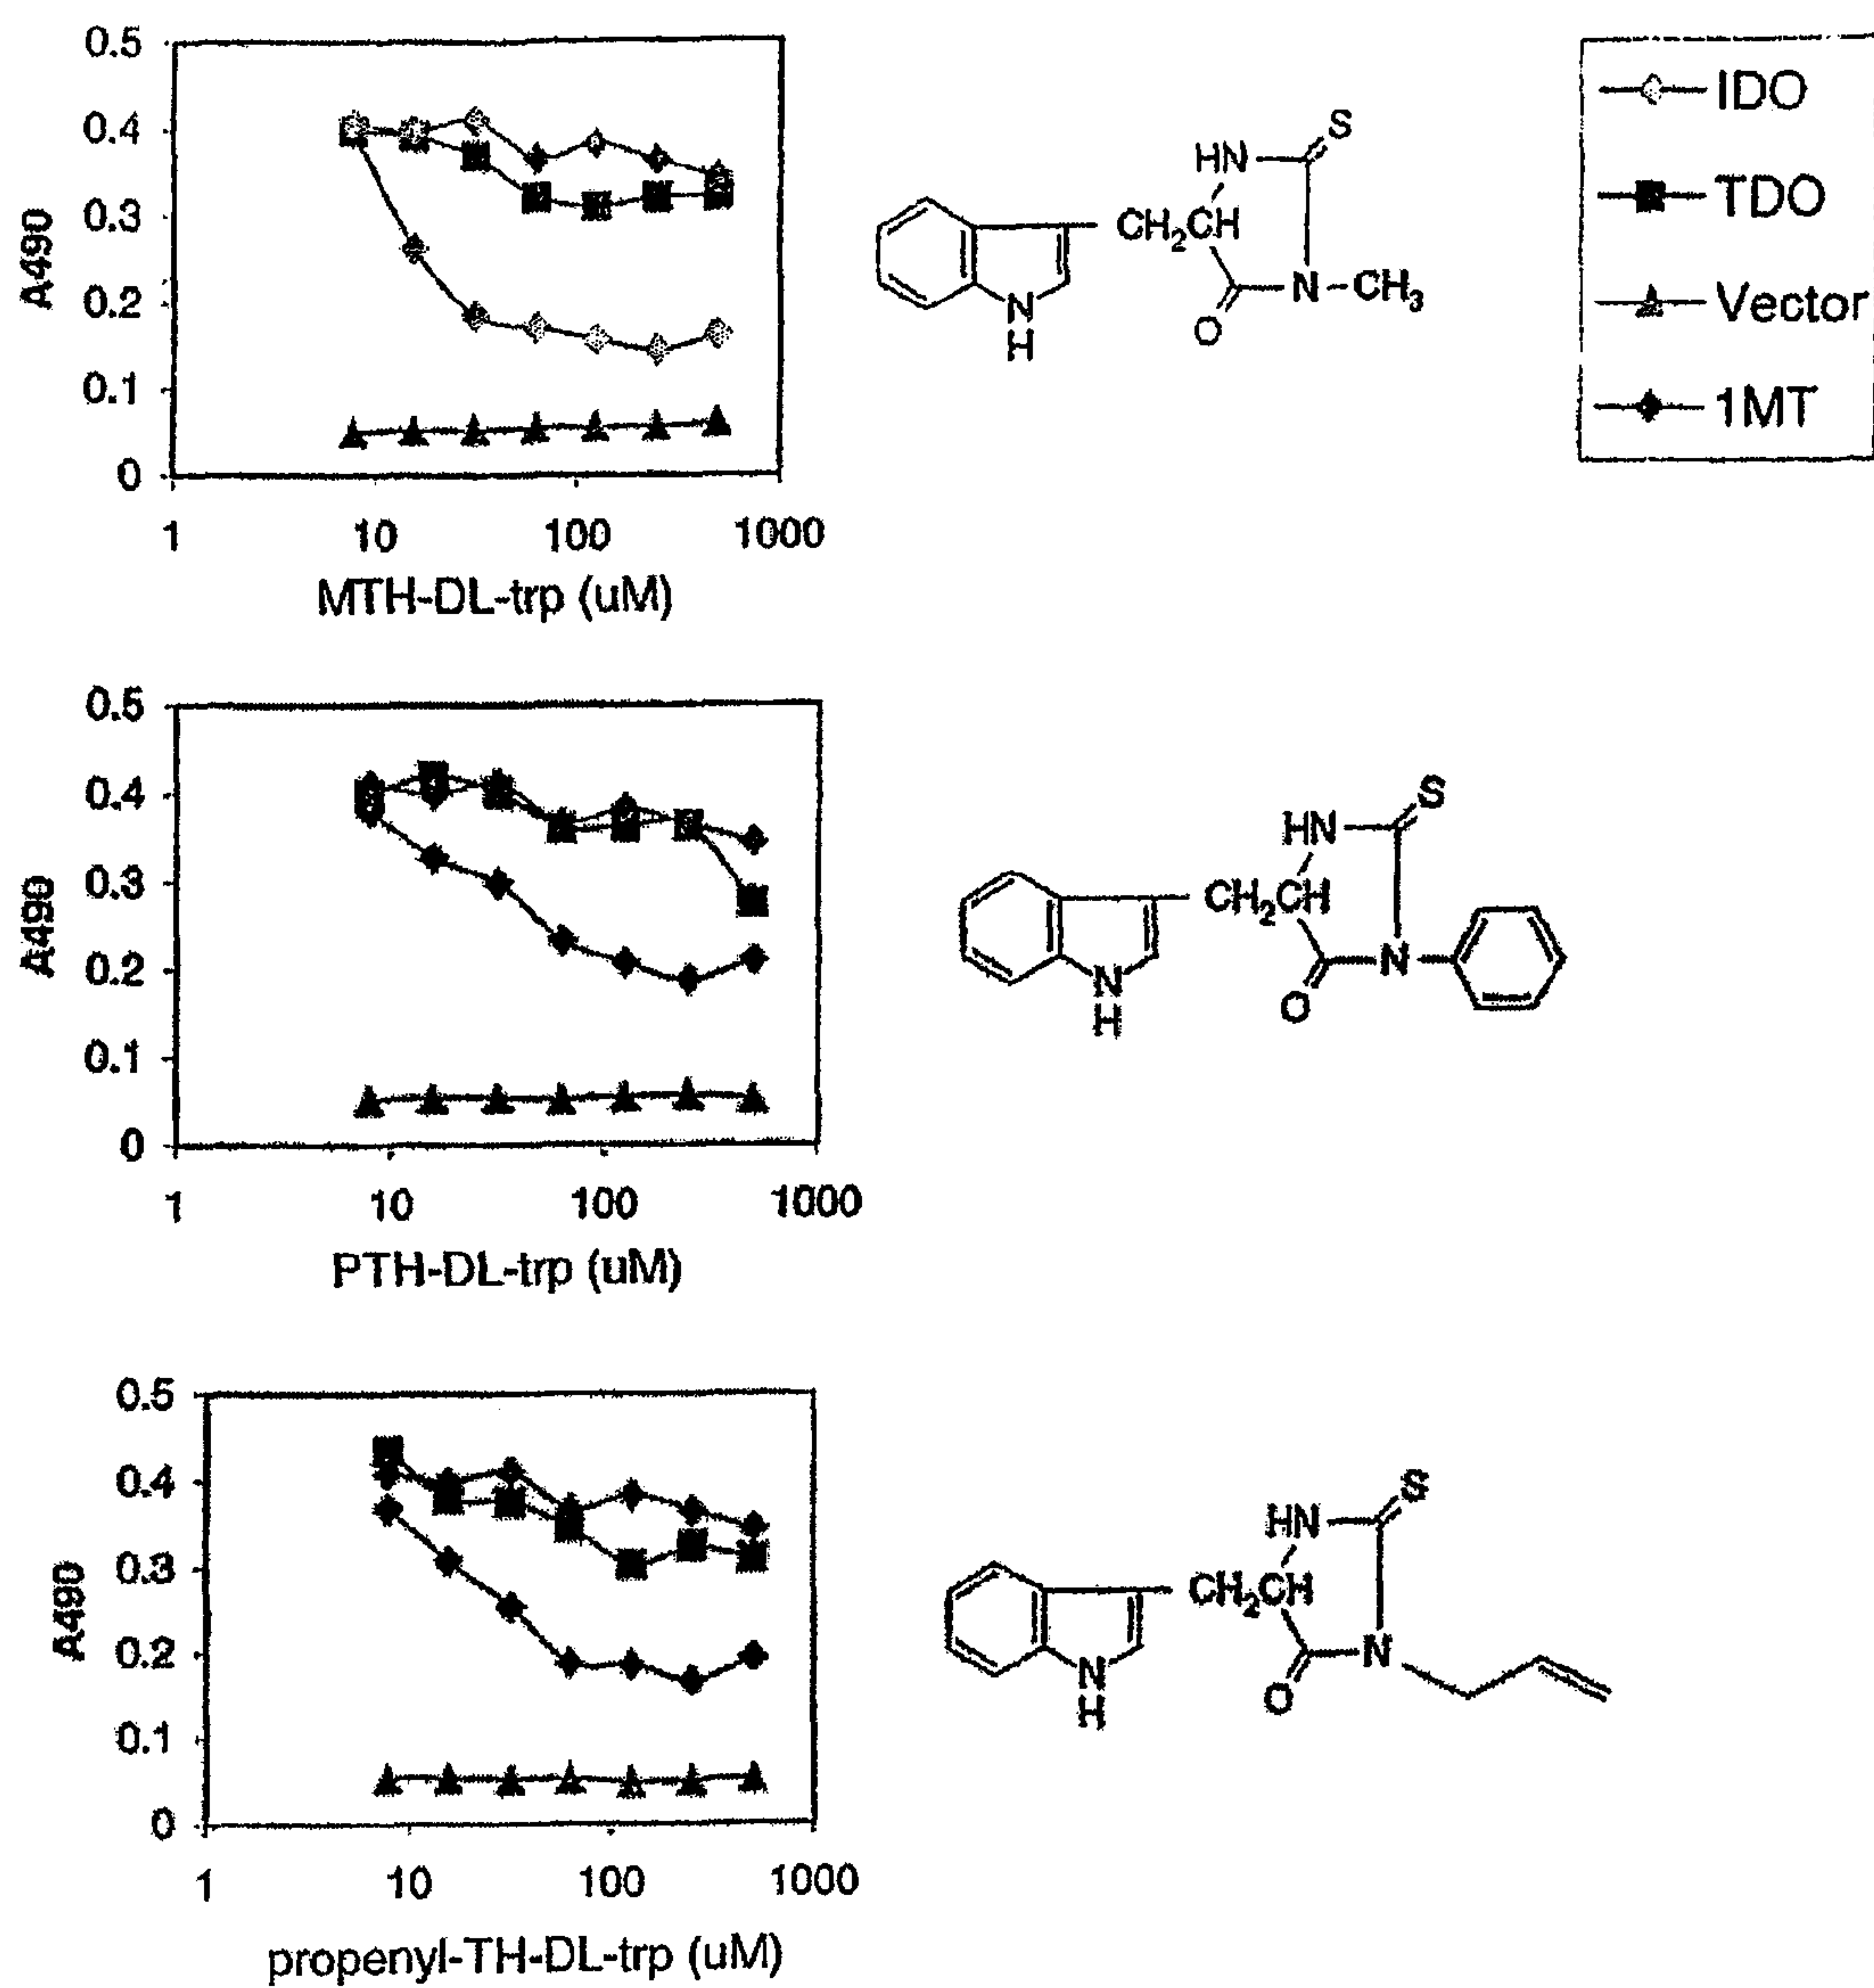 0.5
0.4
0.3
0.2
0.1
0
A490
1 10 100 1000
MTH-DL-trp (uM)
HN
S
CH2CH
N-CH3
O
N
H
IDO
TDO
Vector
1MT
0.5
0.4
0.3
0.2
0.1
0
A490
1 10 100 1000
PTH-DL-trp (uM)
HN
S
CH2CH
N
O
N
H
0.5
0.4
0.3
0.2
0.1
0
A490
1 10 100 1000
propenyl-TH-DL-trp (uM)
HN
S
CH2CH
N
O
N
H